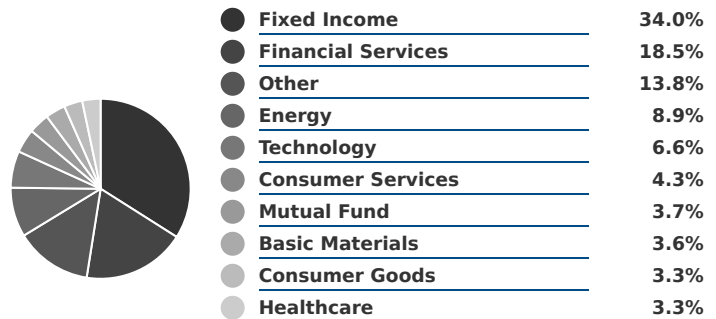 Fixed Income 34.0%
Financial Services 18.5%
Other 13.8%
Energy 8.9%
Technology 6.6%
Consumer Services 4.3%
Mutual Fund 3.7%
Basic Materials 3.6%
Consumer Goods 3.3%
Healthcare 3.3%